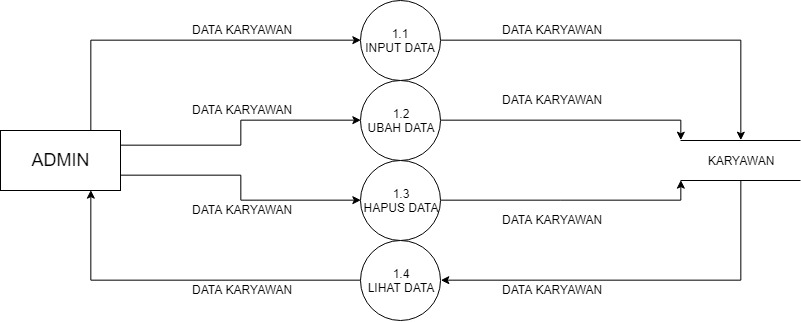 DATA KARYAWAN
1.1
INPUT DATA
DATA KARYAWAN
DATA KARYAWAN
1.2
UBAH DATA
DATA KARYAWAN
ADMIN
KARYAWAN
DATA KARYAWAN
1.3
HAPUS DATA
DATA KARYAWAN
DATA KARYAWAN
1.4
LIHAT DATA
DATA KARYAWAN